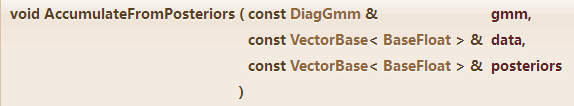 void AccumulateFromPosteriors ( const DiagGmm & gmm,
const VectorBase< BaseFloat > & data,
const VectorBase< BaseFloat > & posteriors
)